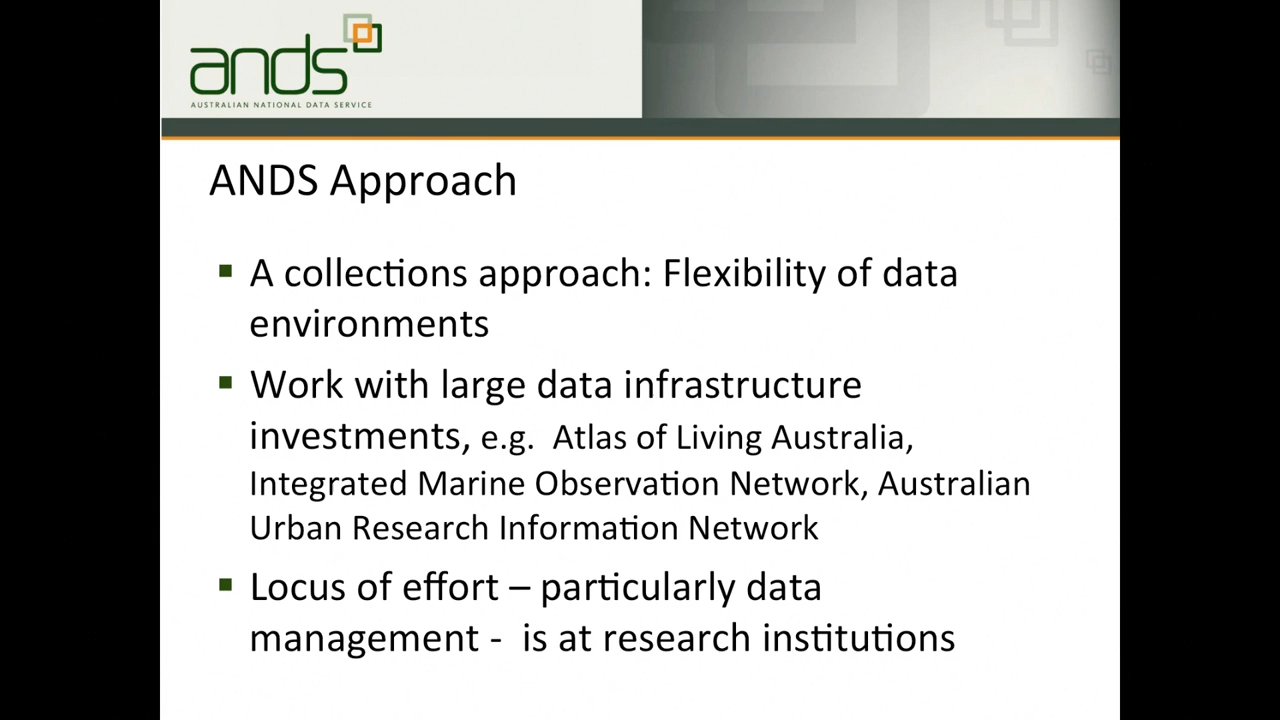 ands
AUSTRALIAN NATIONAL DATA SERVICE
ANDS Approach
▪ A collections approach: Flexibility of data
environments
▪ Work with large data infrastructure
investments, e.g. Atlas of Living Australia,
Integrated Marine Observation Network, Australian
Urban Research Information Network
▪ Locus of effort – particularly data
management - is at research institutions